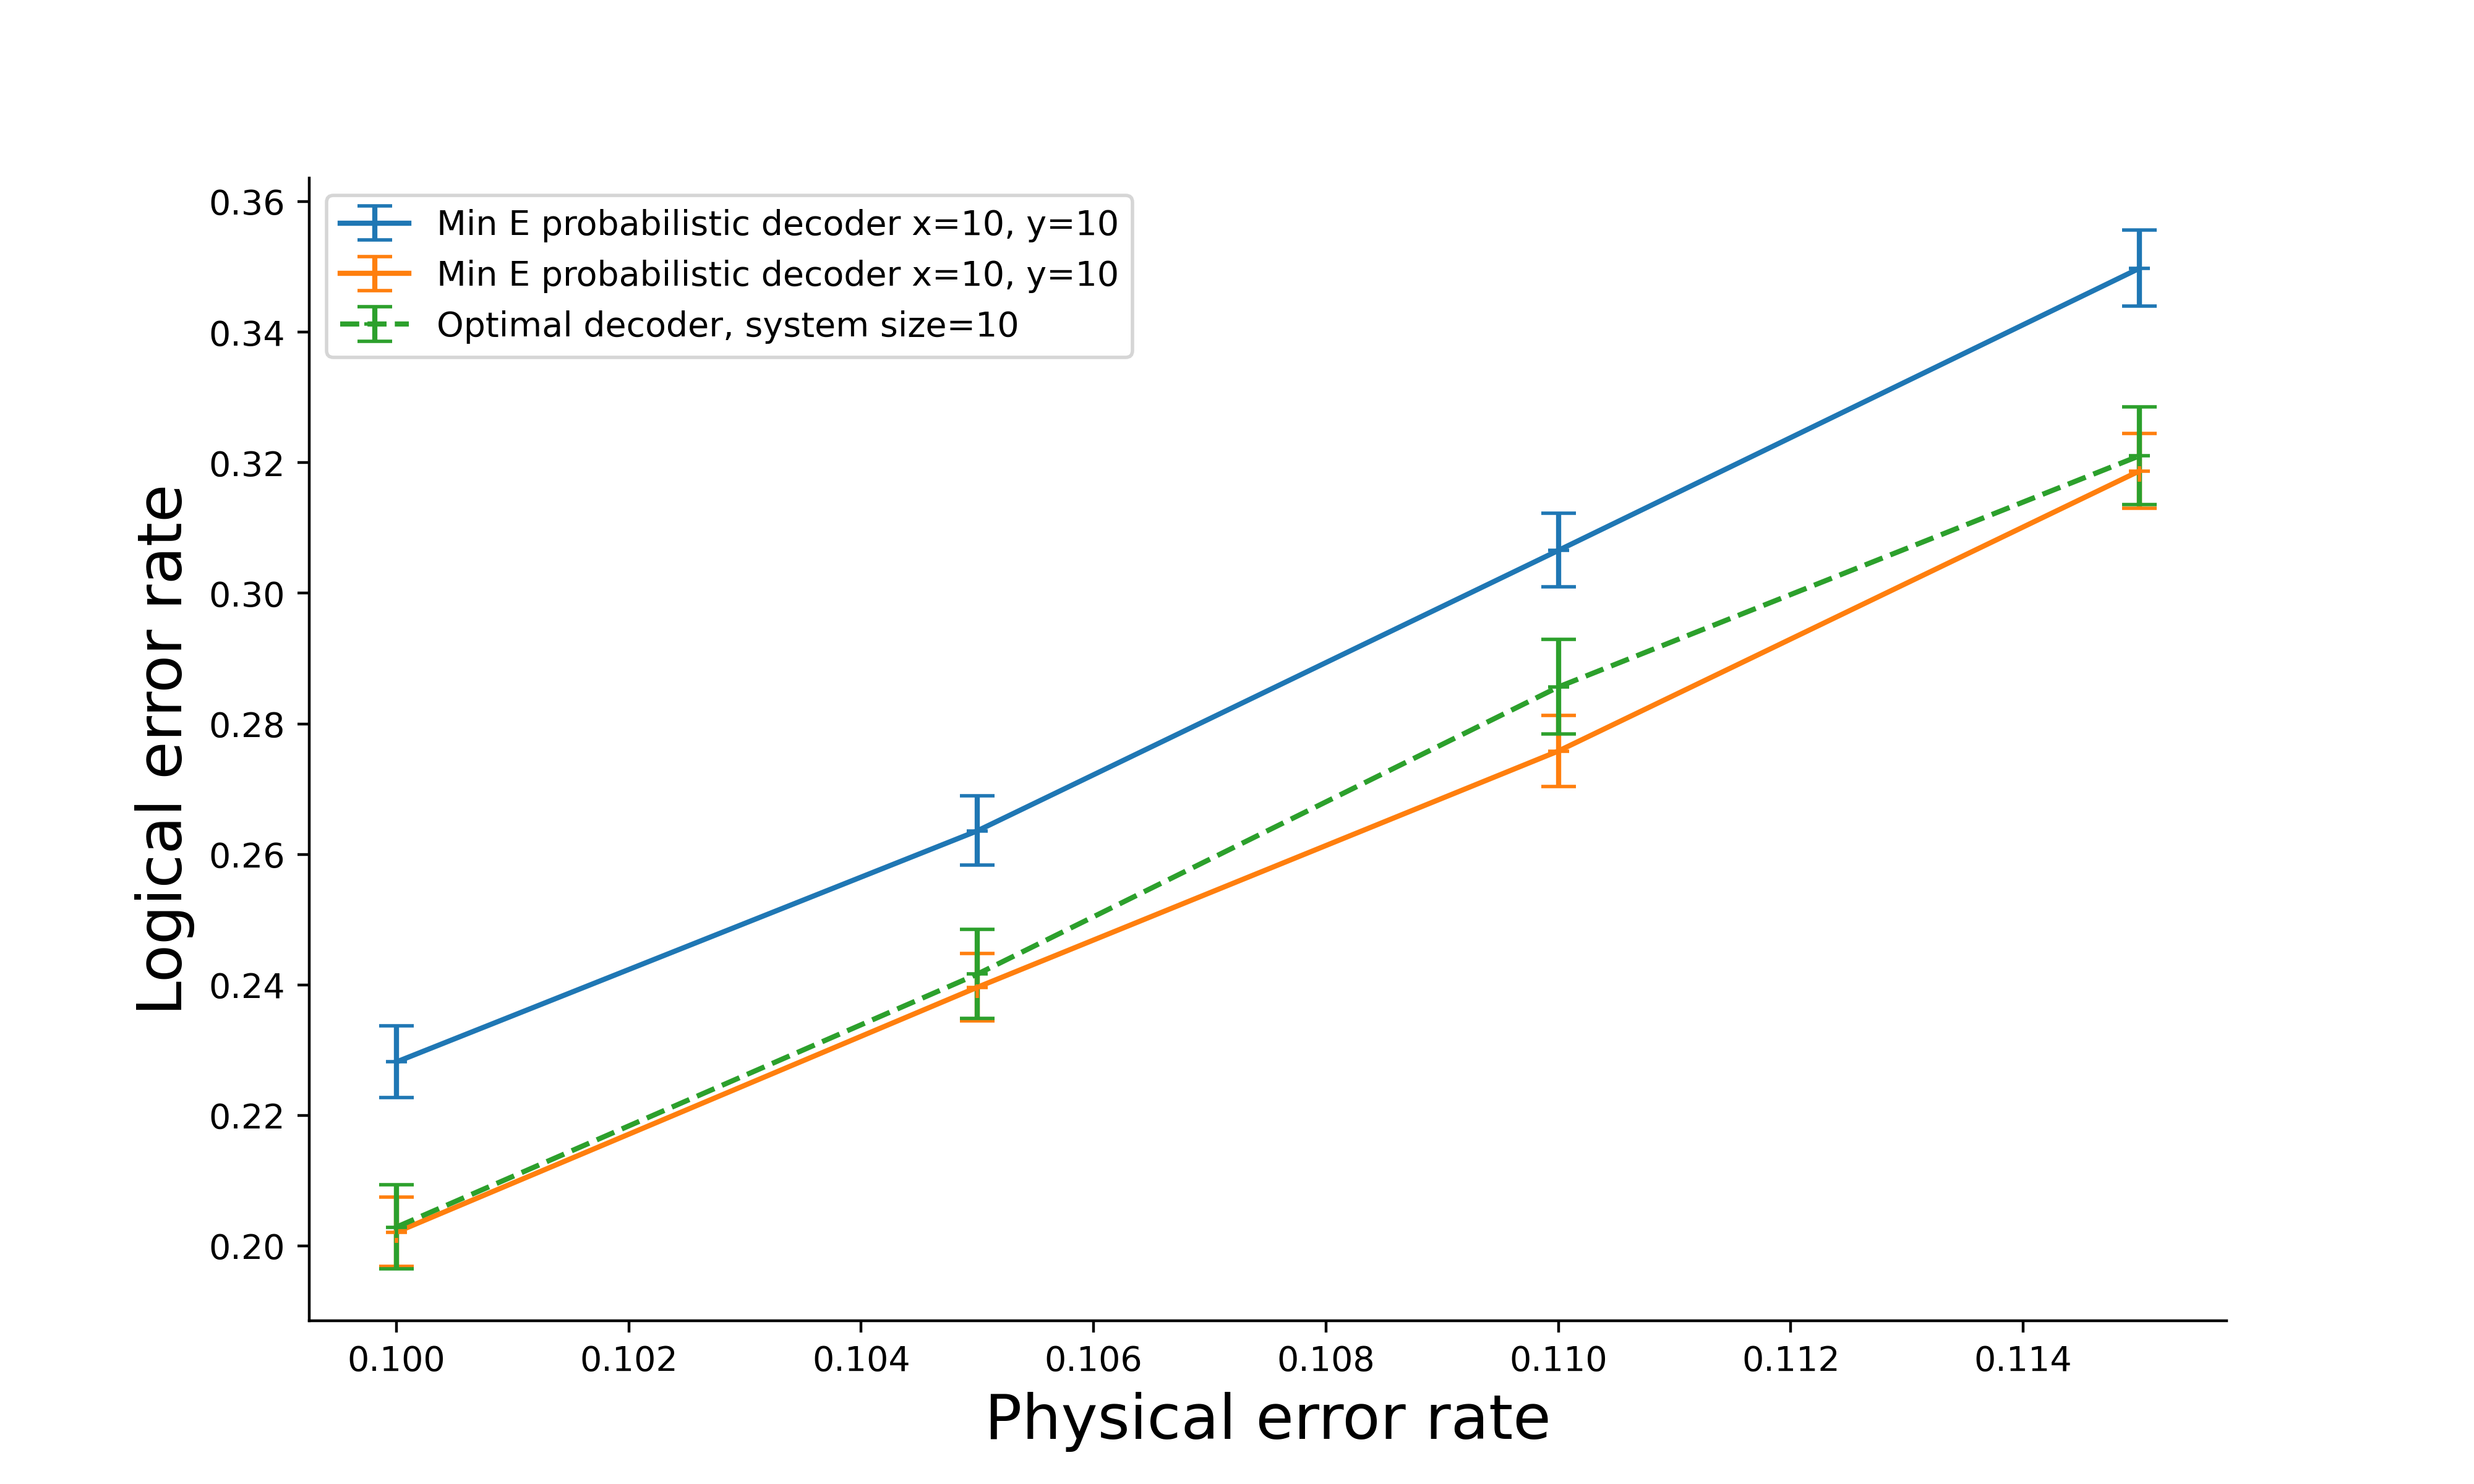 0.36
0.34
0.32
0.30
0.28
0.26
0.24
0.22
0.20
Logical error rate
Min E probabilistic decoder x=10, y=10
Min E probabilistic decoder x=10, y=10
Optimal decoder, system size=10
0.100 0.102 0.104 0.106 0.108 0.110 0.112 0.114
Physical error rate